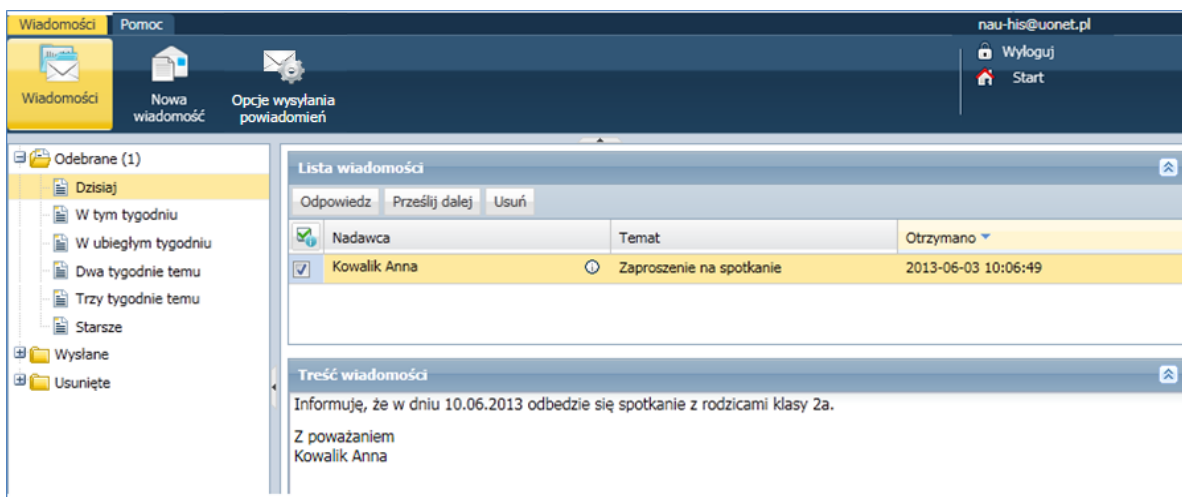 Wiadomości Pomoc nau-his@uonet.pl
Wyloguj
Start
Wiadomości
Nowa wiadomość
Opcje wysyłania powiadomień
Odebrane (1)
Dzisiaj
W tym tygodniu
W ubiegłym tygodniu
Dwa tygodnie temu
Trzy tygodnie temu
Starsze
Wysłane
Usunięte
Lista wiadomości
Odpowiedz Prześlij dalej Usuń
Nadawca Temat Otrzymano
Kowalik Anna Zaproszenie na spotkanie 2013-06-03 10:06:49
Treść wiadomości
Informuję, że w dniu 10.06.2013 odbedzie się spotkanie z rodzicami klasy 2a.
Z poważaniem
Kowalik Anna